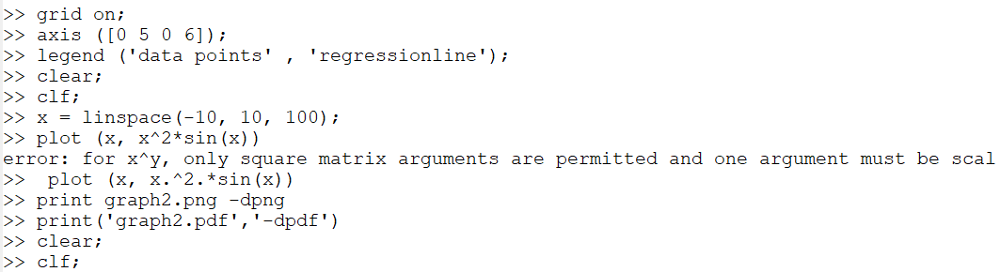 >> grid on;
>> axis ([0 5 0 6]);
>> legend ('data points' , 'regressionline');
>> clear;
>> clf;
>> x = linspace(-10, 10, 100);
>> plot (x, x^2*sin(x))
error: for x^y, only square matrix arguments are permitted and one argument must be scal
>>  plot (x, x.^2.*sin(x))
>> print graph2.png -dpng
>> print('graph2.pdf','-dpdf')
>> clear;
>> clf;